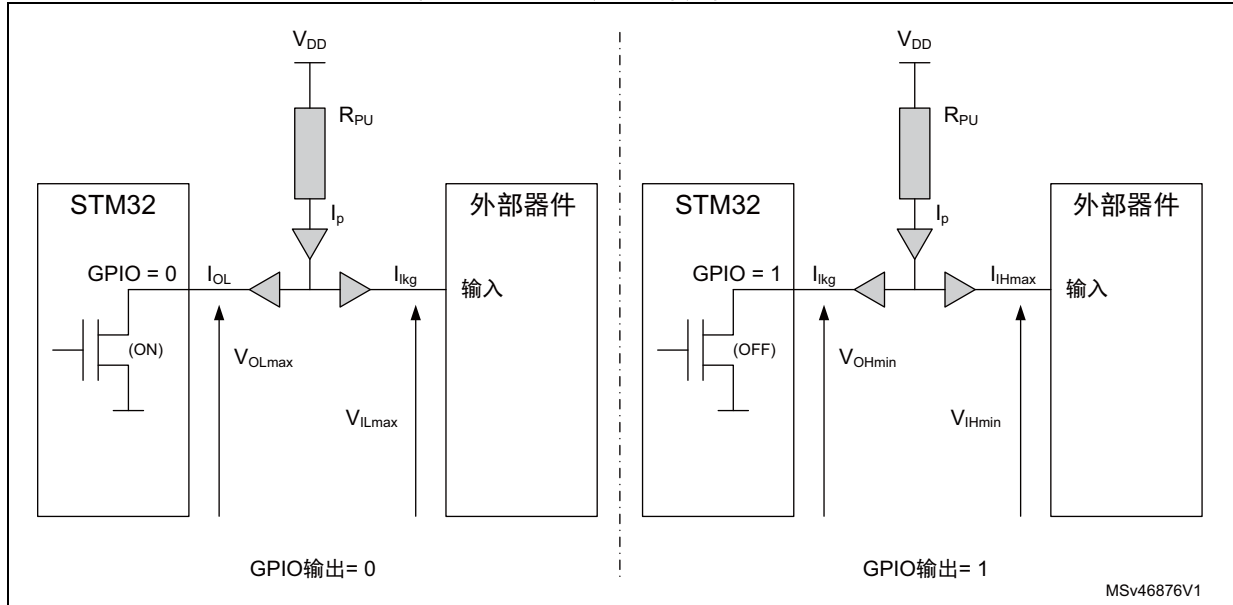 VDD
RPU
STM32
外部器件
Ip
GPIO = 0
IOL
Ilkg
输入
(ON)
VOLmax
VILmax
GPIO输出= 0
VDD
RPU
STM32
外部器件
Ip
GPIO = 1
Ilkg
IIHmax
输入
(OFF)
VOHmin
VIHmin
GPIO输出= 1
MSv46876V1